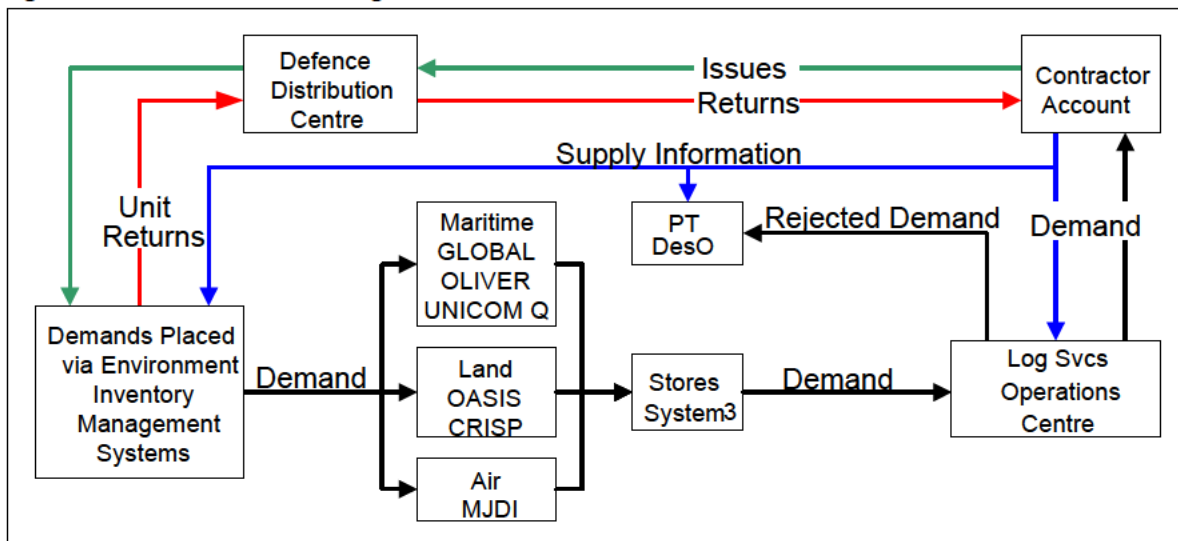 Defence
Distribution
Centre
Issues
Returns
Contractor
Account
Supply Information
Unit
Returns
Maritime
GLOBAL
OLIVER
UNICOM Q
PT
DesO
Rejected Demand
Demand
Demands Placed
via Environment
Inventory
Management
Systems
Demand
Land
OASIS
CRISP
Stores
System3
Demand
Log Svcs
Operations
Centre
Air
MJDI